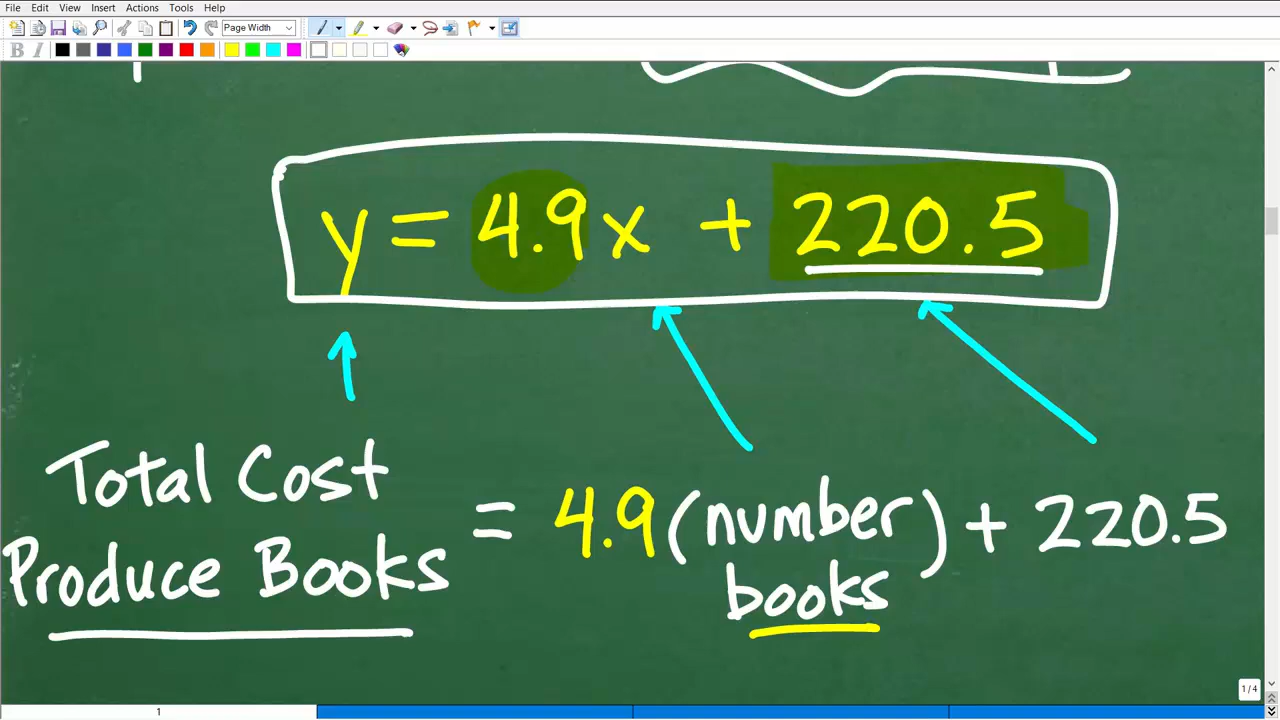 File Edit View Insert Actions Tools Help
Page Width
B I
y = 4.9x + 220.5
Total Cost
Produce Books
= 4.9 (number books) + 220.5
1/4
1